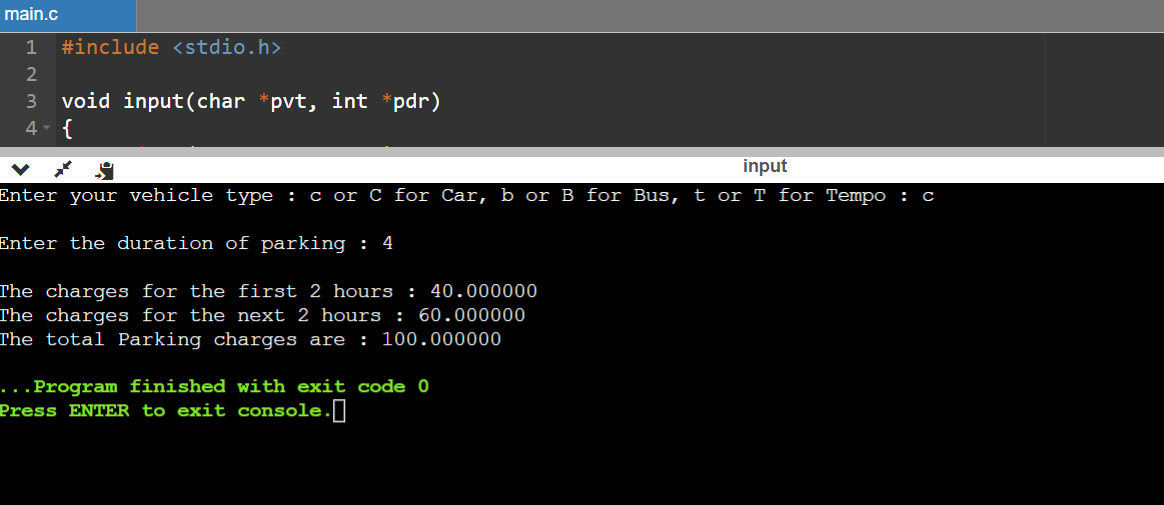 main.c
1 #include <stdio.h>
2
3 void input(char *pvt, int *pdr)
4 {
input
Enter your vehicle type : c or C for Car, b or B for Bus, t or T for Tempo : c
Enter the duration of parking : 4
The charges for the first 2 hours : 40.000000
The charges for the next 2 hours : 60.000000
The total Parking charges are : 100.000000
...Program finished with exit code 0
Press ENTER to exit console.